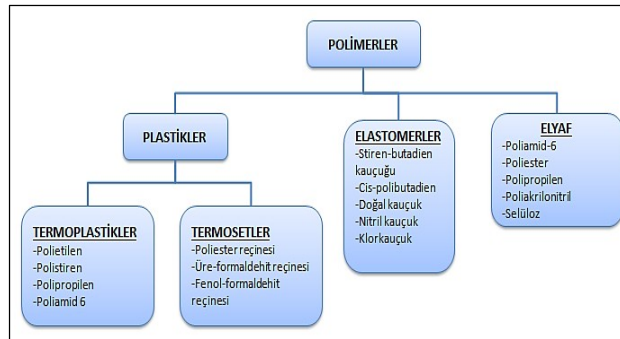 POLİMERLER
PLASTİKLER
TERMOPLASTİKLER
-Polietilen
-Polistiren
-Polipropilen
-Poliamid 6
TERMOSETLER
-Poliester reçinesi
-Üre-formaldehit reçinesi
-Fenol-formaldehit
reçinesi
ELASTOMERLER
-Stiren-butadien
kauçuğu
-Cis-polibutadien
-Doğal kauçuk
-Nitril kauçuk
-Klorkauçuk
ELYAF
-Poliamid-6
-Poliester
-Polipropilen
-Poliakrilonitril
-Selüloz